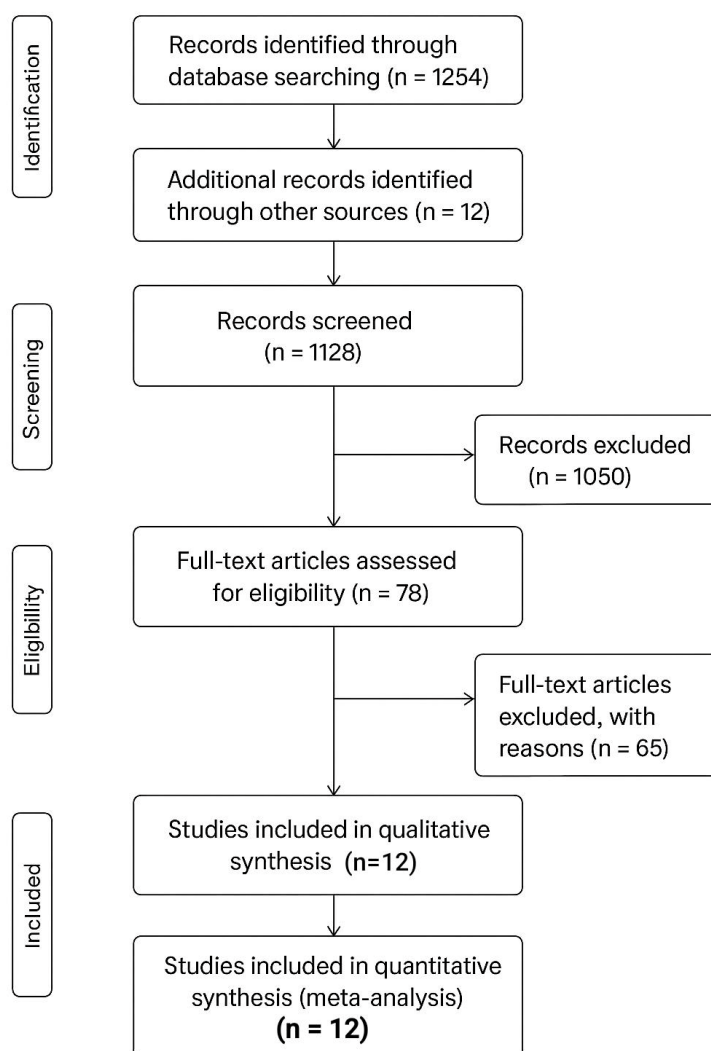 Identification
Records identified through
database searching (n = 1254)
Additional records identified
through other sources (n = 12)
Screening
Records screened
(n = 1128)
Records excluded
(n = 1050)
Eliglbillity
Full-text articles assessed
for eligibility (n = 78)
Full-text articles
excluded, with
reasons (n = 65)
Included
Studies included in qualitative
synthesis (n=12)
Studies included in quantitative
synthesis (meta-analysis)
(n = 12)